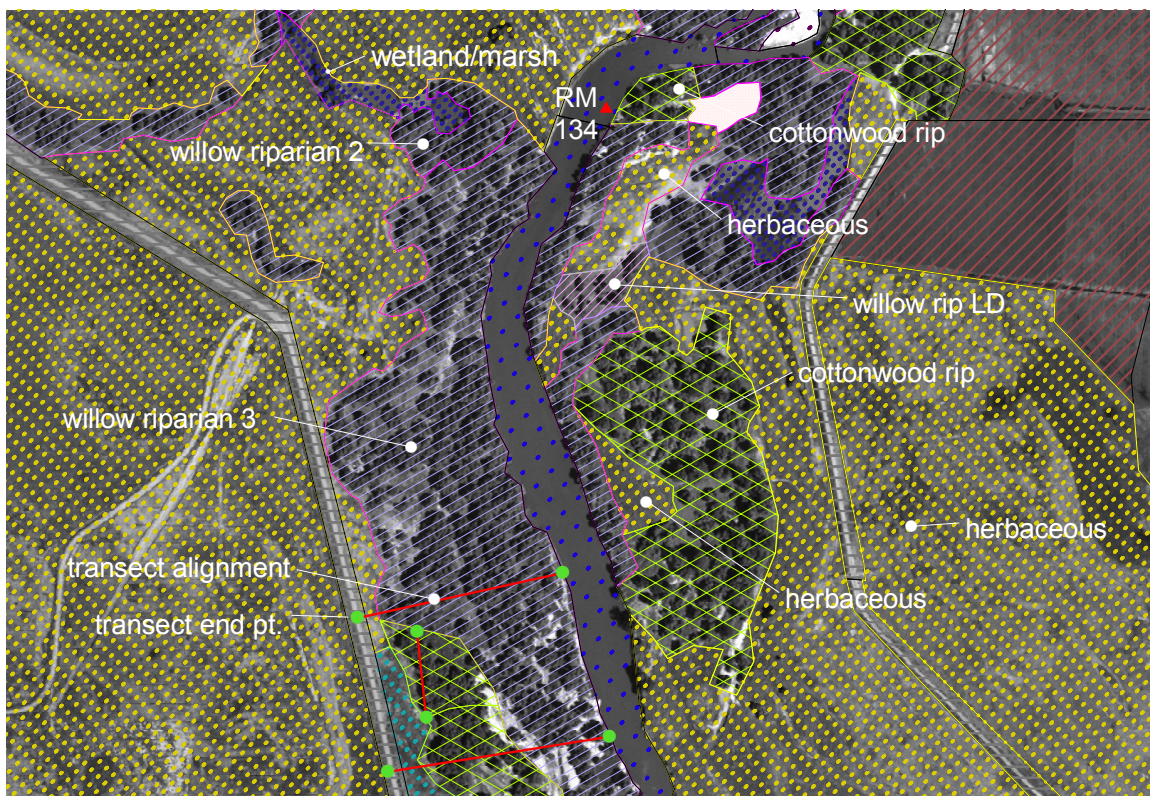 wetland/marsh
RM
134
cottonwood rip
willow riparian 2
herbaceous
willow rip LD
cottonwood rip
willow riparian 3
herbaceous
transect alignment
herbaceous
transect end pt.